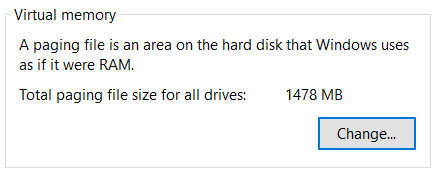 Virtual memory
A paging file is an area on the hard disk that Windows uses
as if it were RAM.
Total paging file size for all drives: 1478 MB
Change...